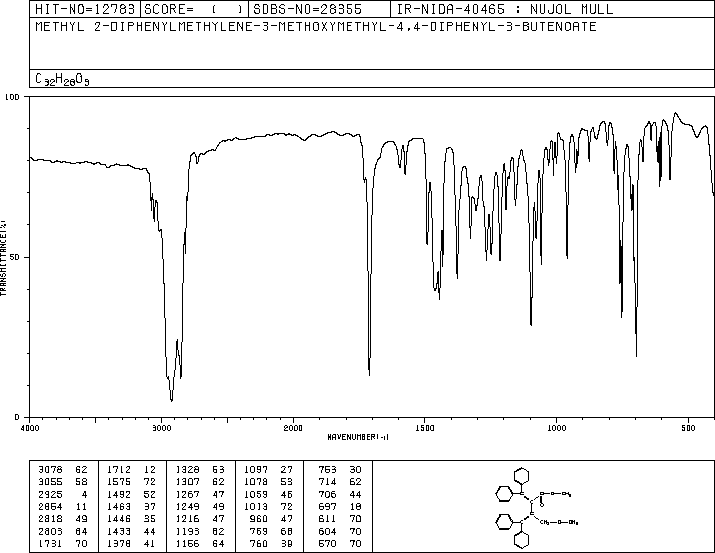 HIT-NO=12783 SCORE= ( ) SDBS-NO=28355 IR-NIDA-40465 : NUJOL MULL
METHYL 2-DIPHENYLMETHYLENE-3-METHOXYMETHYL-4,4-DIPHENYL-3-BUTENOATE
C32H28O3
100
50
0
TRANSMITTANCE(%)
4000 3000 2000 1500 1000 500
WAVENUMBER(-1)
3078 62 1712 12 1328 53 1097 27 753 30
3055 58 1575 72 1307 62 1078 53 714 62
2925 4 1492 52 1267 47 1059 46 706 44
2854 11 1463 37 1249 49 1013 72 697 18
2818 49 1446 35 1216 47 960 47 611 70
2803 64 1433 44 1193 62 769 68 604 70
1731 70 1378 41 1156 64 760 39 570 70